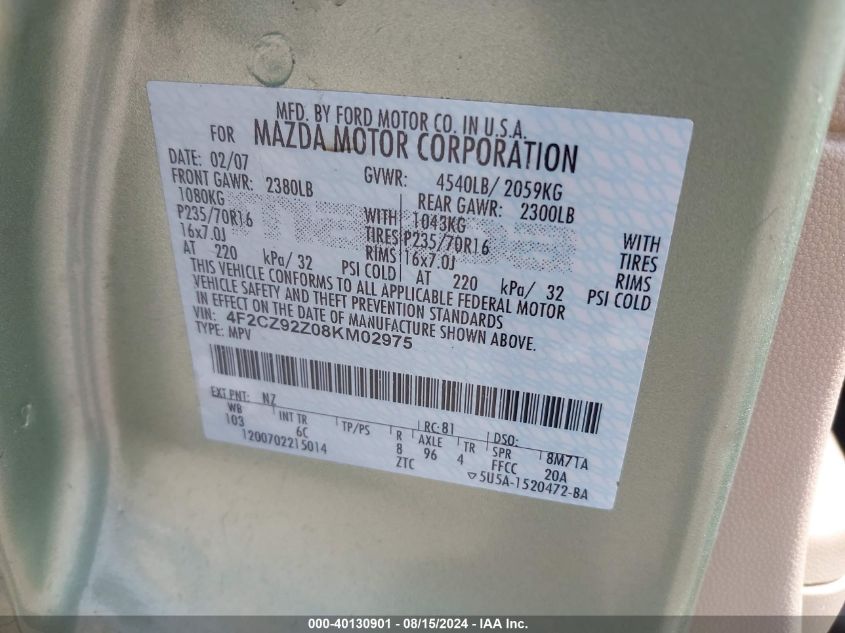 MFD. BY FORD MOTOR CO. IN U.S.A.
FOR MAZDA MOTOR CORPORATION
DATE: 02/07 GVWR: 4540LB/ 2059KG
FRONT GAWR: 2380LB REAR GAWR: 2300LB
1080KG WITH 1043KG WITH
P235/70R16 TIRES P235/70R16 TIRES
16x7.0J RIMS 16x7.0J RIMS
AT 220 kPa/ 32 PSI COLD AT 220 kPa/ 32 PSI COLD
THIS VEHICLE CONFORMS TO ALL APPLICABLE FEDERAL MOTOR
VEHICLE SAFETY AND THEFT PREVENTION STANDARDS
IN EFFECT ON THE DATE OF MANUFACTURE SHOWN ABOVE.
VIN: 4F2CZ92Z08KM02975
TYPE: MPV
EXT PNT: NZ RC: 81 DSO:
WB INT TR TP/PS R AXLE TR SPR 8M71A
103 6C 8 96 4 FFCC 20A
1200702215014 ZTC ▽5U5A-1520472-BA
000-40130901 - 08/15/2024 - IAA Inc.